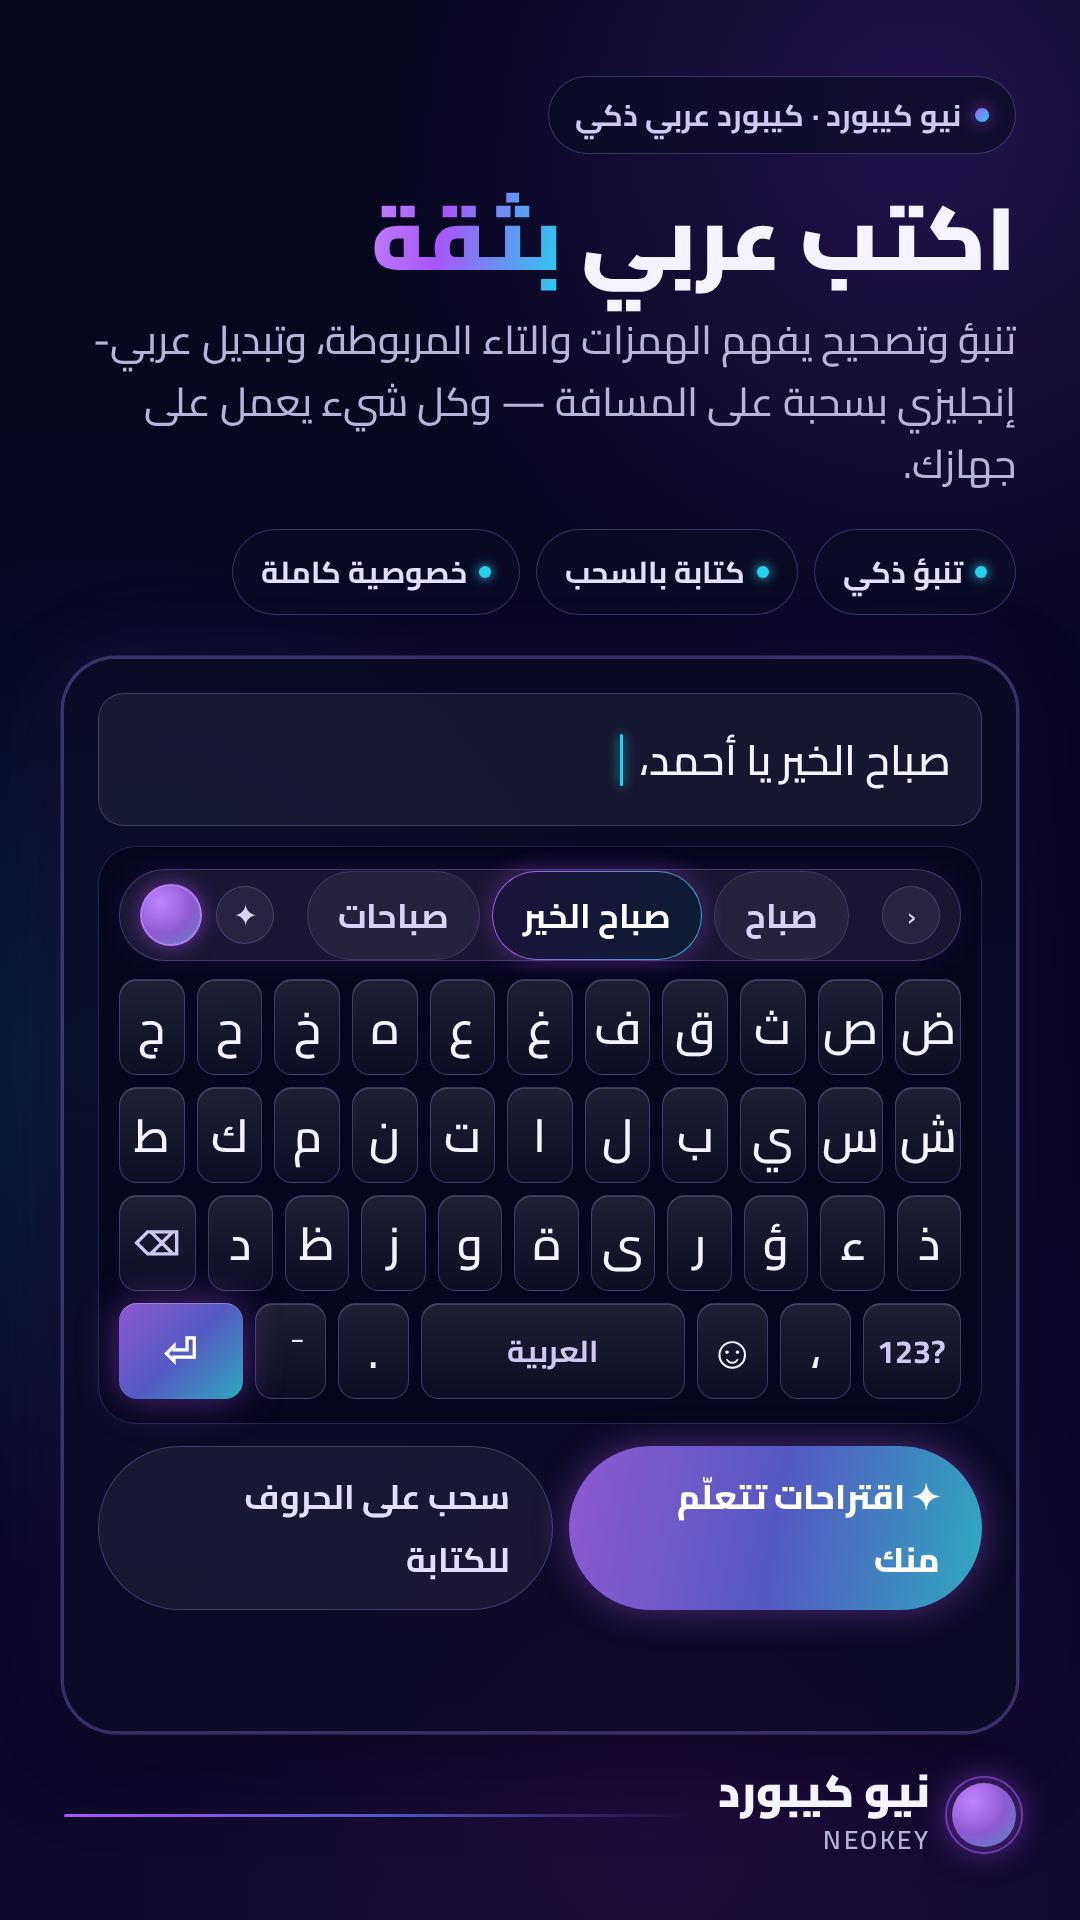 نيو كيبورد · كيبورد عربي ذكي
اكتب عربي بثقة
تنبؤ وتصحيح يفهم الهمزات والتاء المربوطة، وتبديل عربي-
إنجليزي بسحبة على المسافة — وكل شيء يعمل على
جهازك.
تنبؤ ذكي
كتابة بالسحب
خصوصية كاملة
صباح الخير يا أحمد،
› صباح صباح الخير صباحات ✦
ض ص ث ق ف غ ع ه خ ح ج
ش س ي ب ل ا ت ن م ك ط
ذ ء ؤ ر ى ة و ز ظ د ⌫
?123 ، ☺ العربية . ⁻ ⏎
✦ اقتراحات تتعلّم
منك
سحب على الحروف
للكتابة
نيو كيبورد
NEOKEY